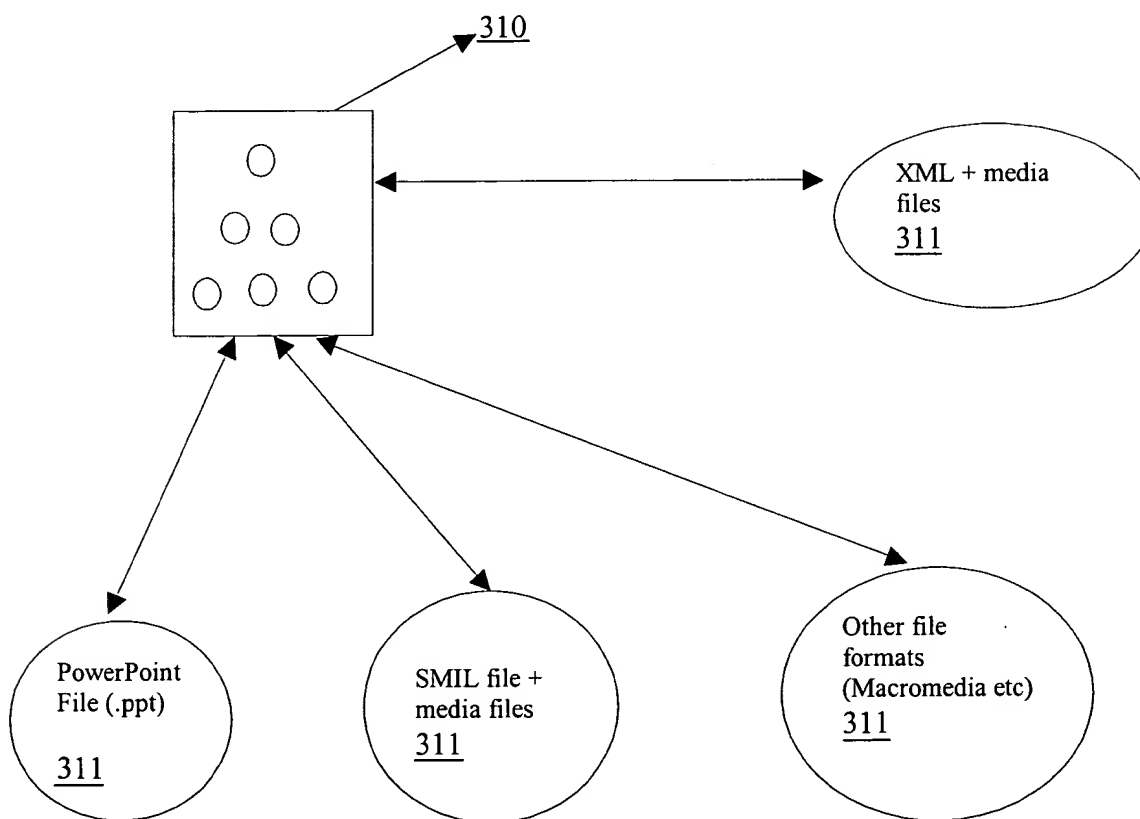 310
XML + media
files
311
PowerPoint
File (.ppt)
311
SMIL file +
media files
311
Other file
formats
(Macromedia etc)
311